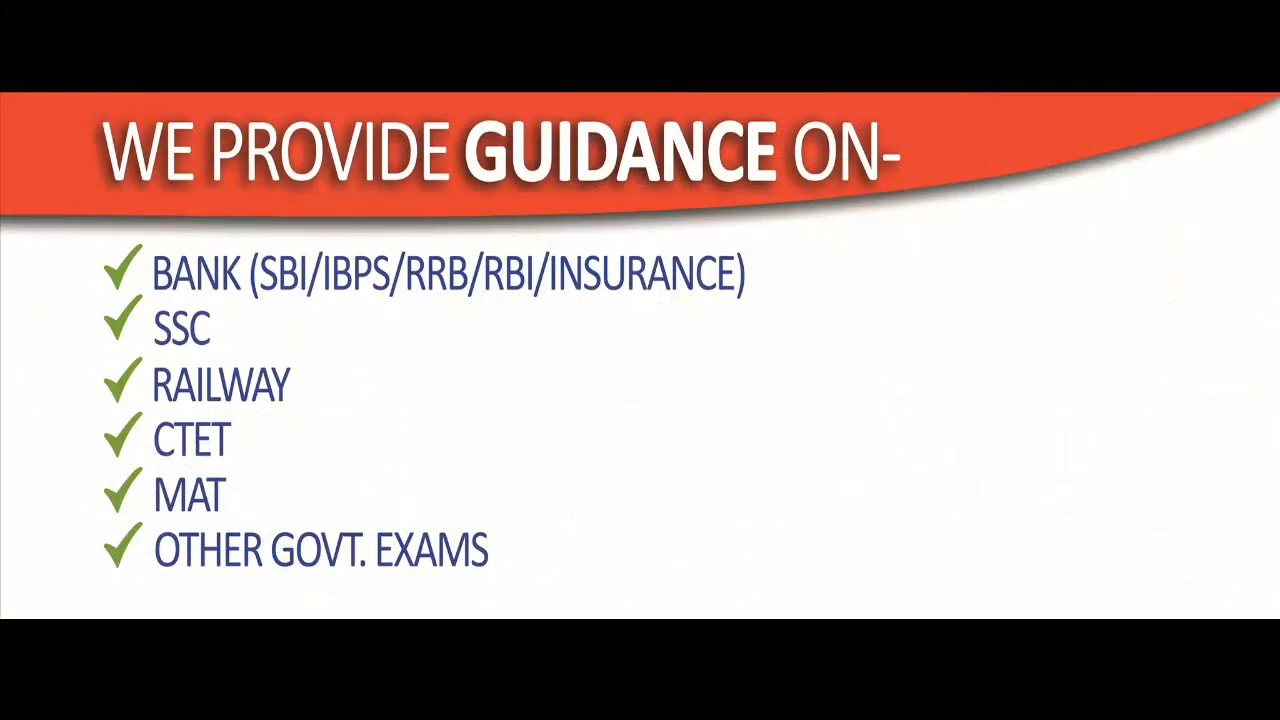 WE PROVIDE GUIDANCE ON-
BANK (SBI/IBPS/RRB/RBI/INSURANCE)
SSC
RAILWAY
CTET
MAT
OTHER GOVT. EXAMS